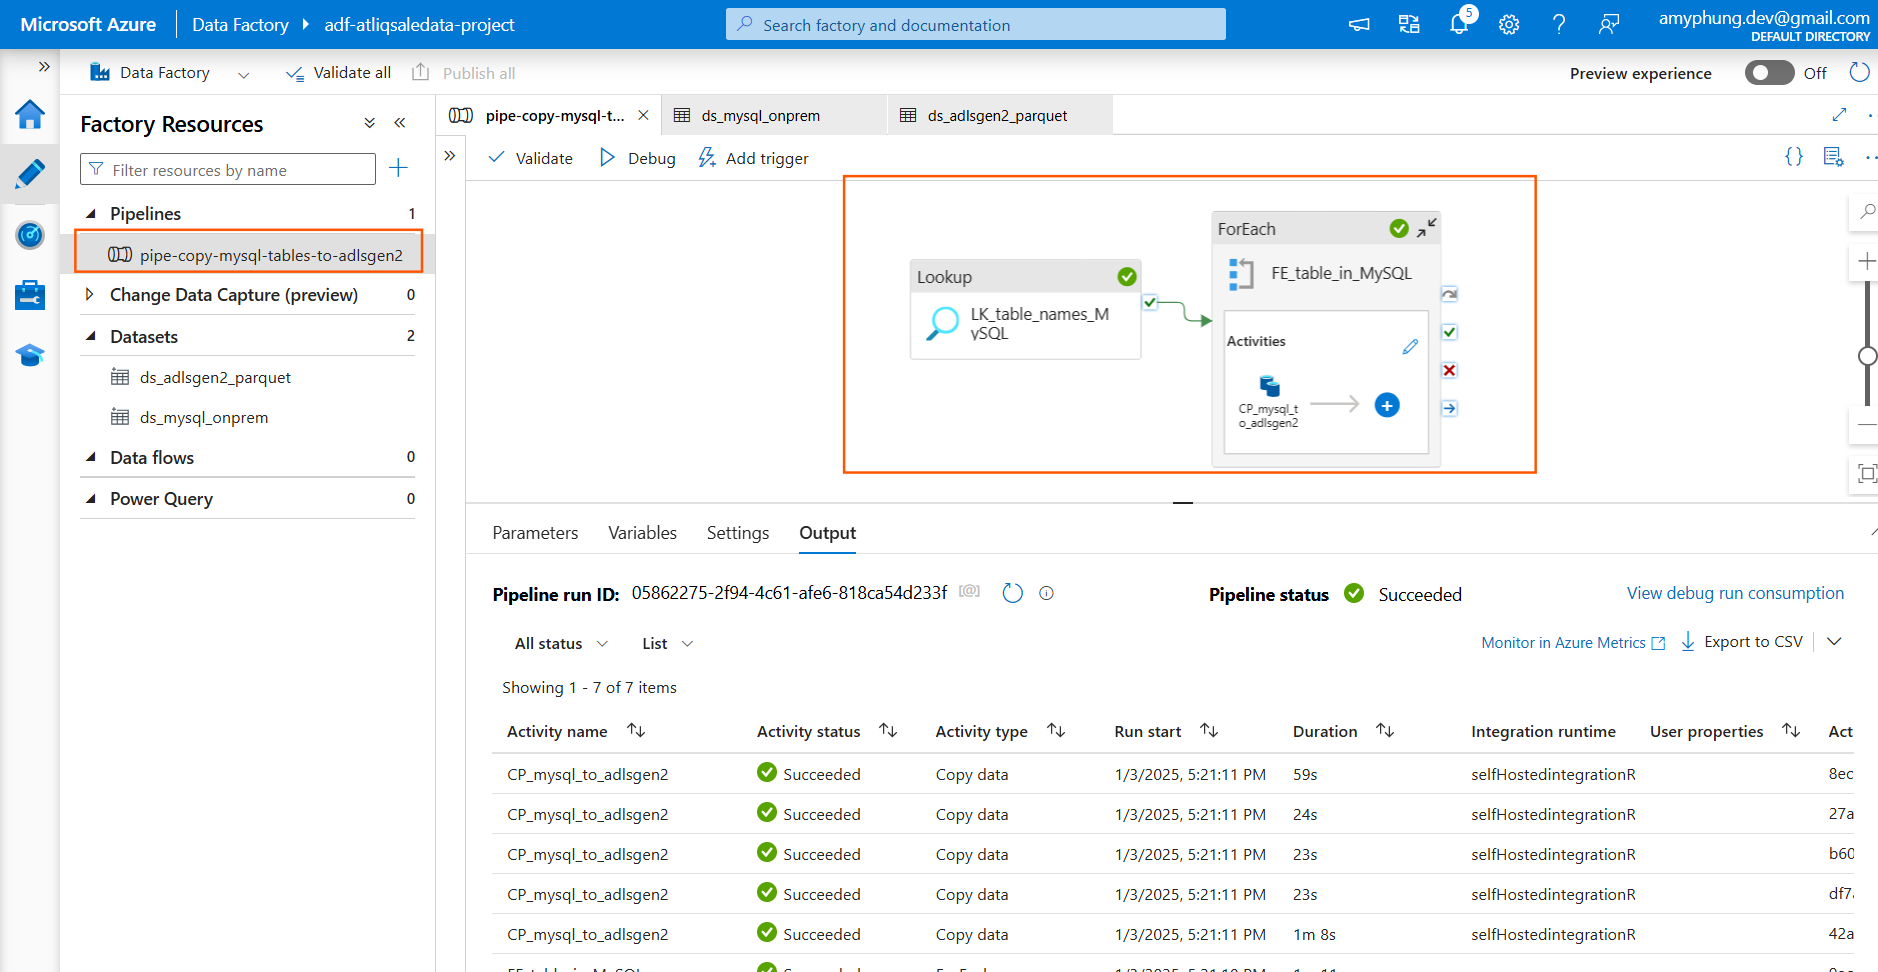 Microsoft Azure
Data Factory
adf-atliqsaledata-project
Search factory and documentation
5
amyphung.dev@gmail.com
DEFAULT DIRECTORY
Data Factory
Validate all
Publish all
Preview experience
Off
Factory Resources
Filter resources by name
Pipelines 1
pipe-copy-mysql-tables-to-adlsgen2
Change Data Capture (preview) 0
Datasets 2
ds_adlsgen2_parquet
ds_mysql_onprem
Data flows 0
Power Query 0
pipe-copy-mysql-t...
ds_mysql_onprem
ds_adlsgen2_parquet
Validate
Debug
Add trigger
Lookup
LK_table_names_M
ySQL
ForEach
FE_table_in_MySQL
Activities
CP_mysql_t
o_adlsgen2
Parameters
Variables
Settings
Output
Pipeline run ID: 05862275-2f94-4c61-afe6-818ca54d233f
Pipeline status Succeeded
View debug run consumption
All status
List
Monitor in Azure Metrics
Export to CSV
Showing 1 - 7 of 7 items
Activity name Activity status Activity type Run start Duration Integration runtime User properties Act
CP_mysql_to_adlsgen2 Succeeded Copy data 1/3/2025, 5:21:11 PM 59s selfHostedintegrationR 8ec
CP_mysql_to_adlsgen2 Succeeded Copy data 1/3/2025, 5:21:11 PM 24s selfHostedintegrationR 27a
CP_mysql_to_adlsgen2 Succeeded Copy data 1/3/2025, 5:21:11 PM 23s selfHostedintegrationR b60
CP_mysql_to_adlsgen2 Succeeded Copy data 1/3/2025, 5:21:11 PM 23s selfHostedintegrationR df7
CP_mysql_to_adlsgen2 Succeeded Copy data 1/3/2025, 5:21:11 PM 1m 8s selfHostedintegrationR 42a